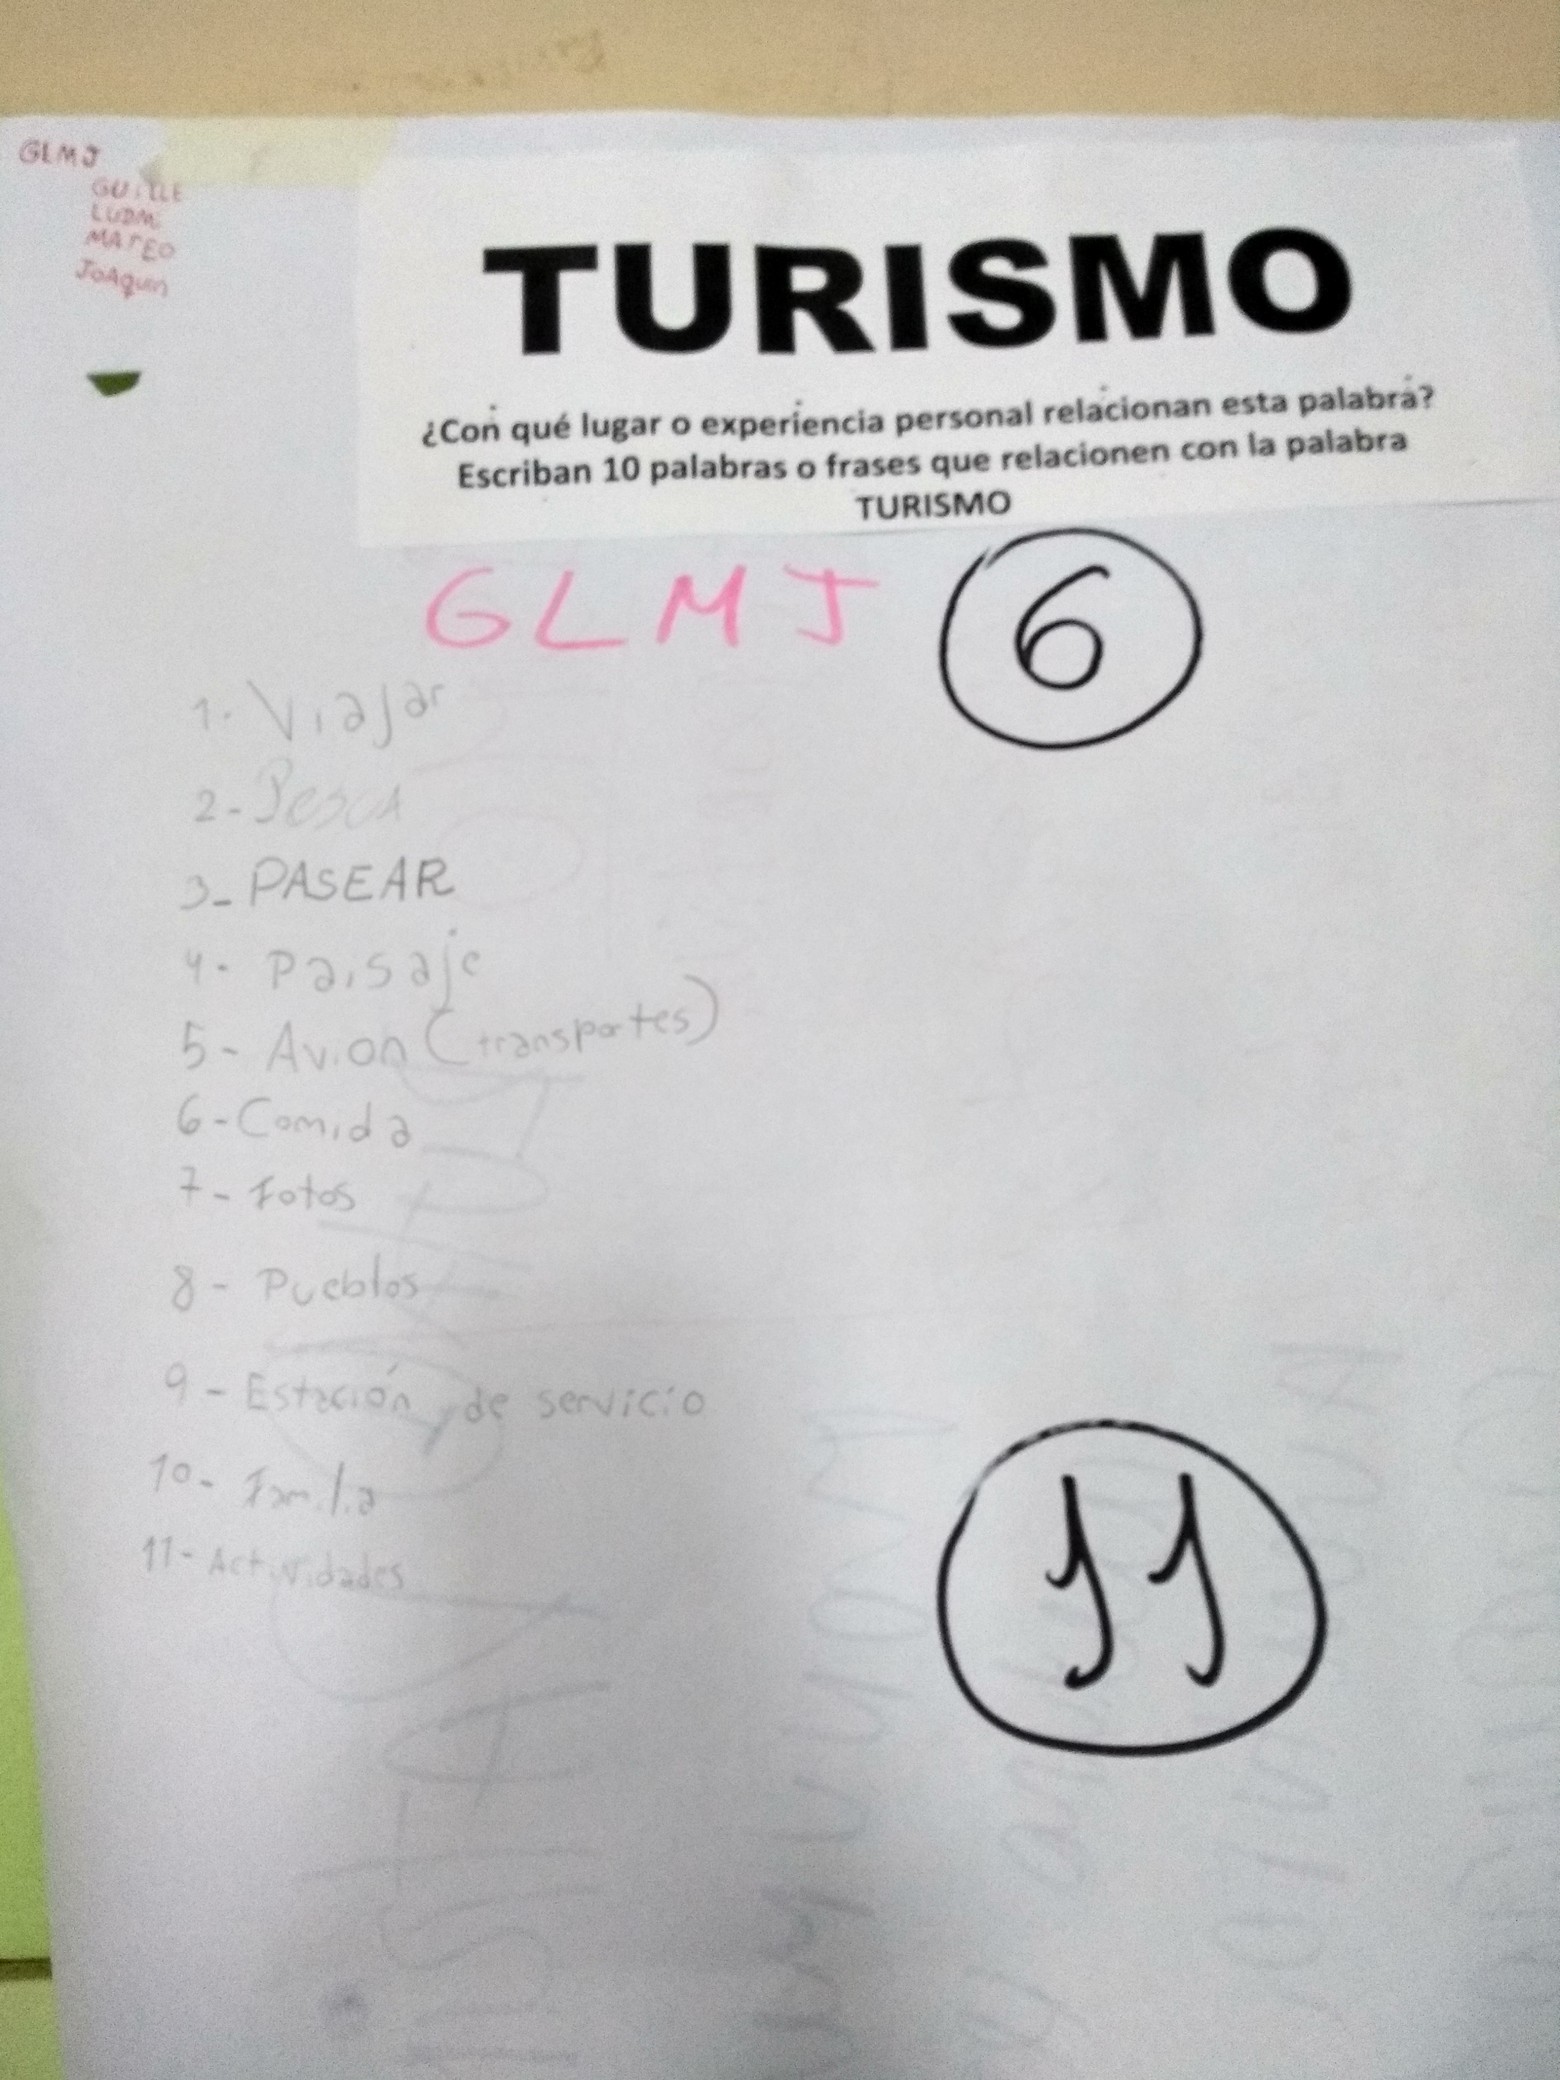 GLMJ
GUILLE
LUDMI
MATEO
JOAQUIN
TURISMO
¿Con qué lugar o experiencia personal relacionan esta palabra?
Escriban 10 palabras o frases que relacionen con la palabra
TURISMO
GLMJ
6
1. Viajar
2- Pesca
3_ PASEAR
4- Paisaje
5- Avion (transportes)
6- Comida
7- Fotos
8- Pueblos
9- Estación de servicio
10- Familia
11- Actividades
11